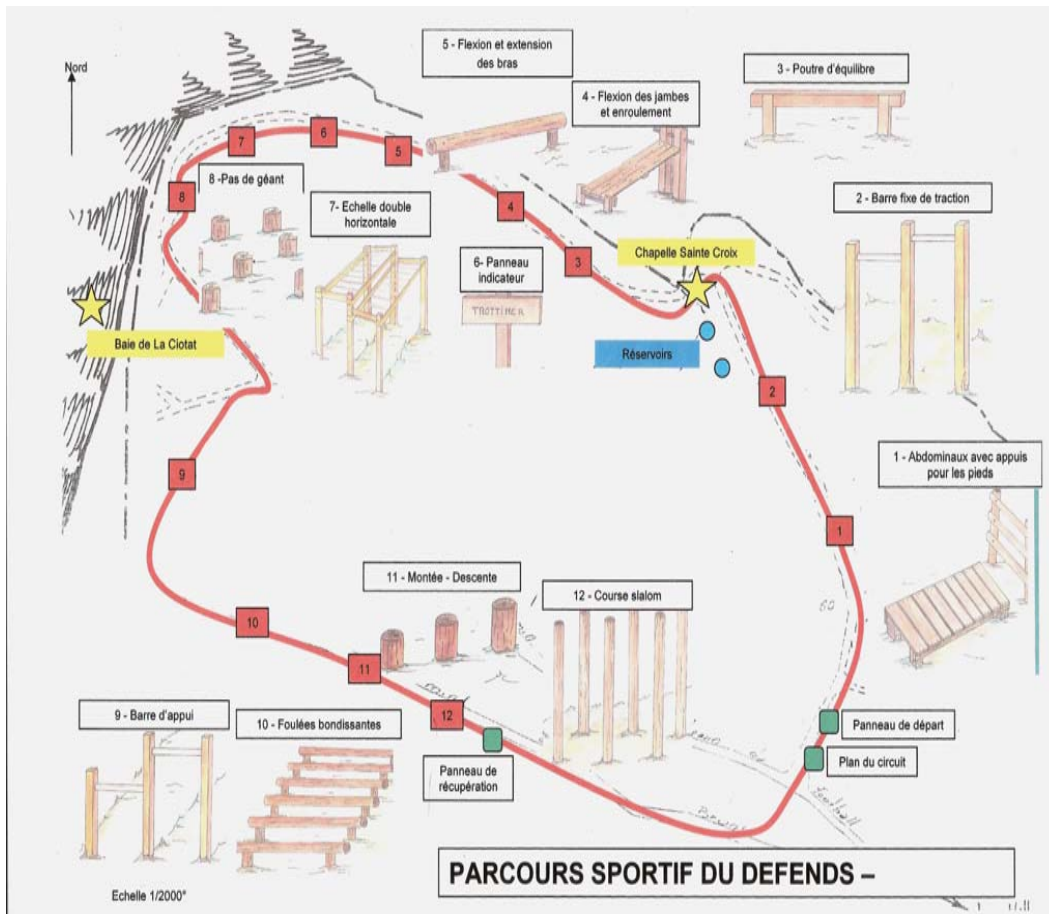 Nord
5 - Flexion et extension
des bras
3 - Poutre d'équilibre
4 - Flexion des jambes
et enroulement
7
6
5
8 -Pas de géant
8
7- Echelle double
horizontale
4
2 - Barre fixe de traction
6- Panneau
indicateur
TROTTINER
3
Chapelle Sainte Croix
Baie de La Ciotat
Réservoirs
2
9
1 - Abdominaux avec appuis
pour les pieds
1
11 - Montée - Descente
12 - Course slalom
60
10
11
12
9 - Barre d'appui
10 - Foulées bondissantes
Panneau de
récupération
Panneau de départ
Plan du circuit
football
PARCOURS SPORTIF DU DEFENDS –
Echelle 1/2000°